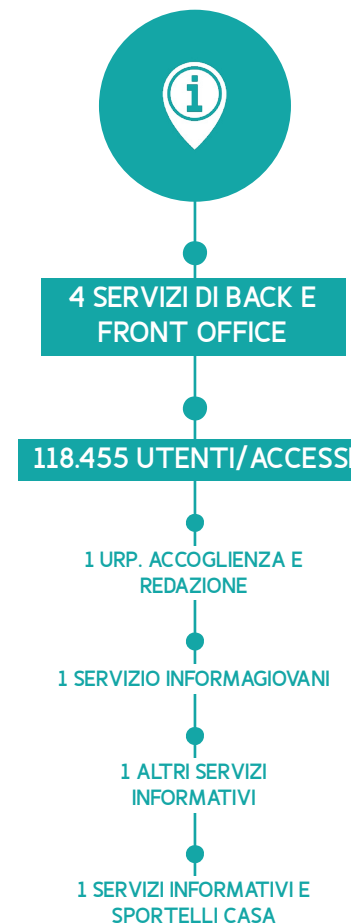 i
4 SERVIZI DI BACK E
FRONT OFFICE
118.455 UTENTI/ACCESSI
1 URP. ACCOGLIENZA E
REDAZIONE
1 SERVIZIO INFORMAGIOVANI
1 ALTRI SERVIZI
INFORMATIVI
1 SERVIZI INFORMATIVI E
SPORTELLI CASA